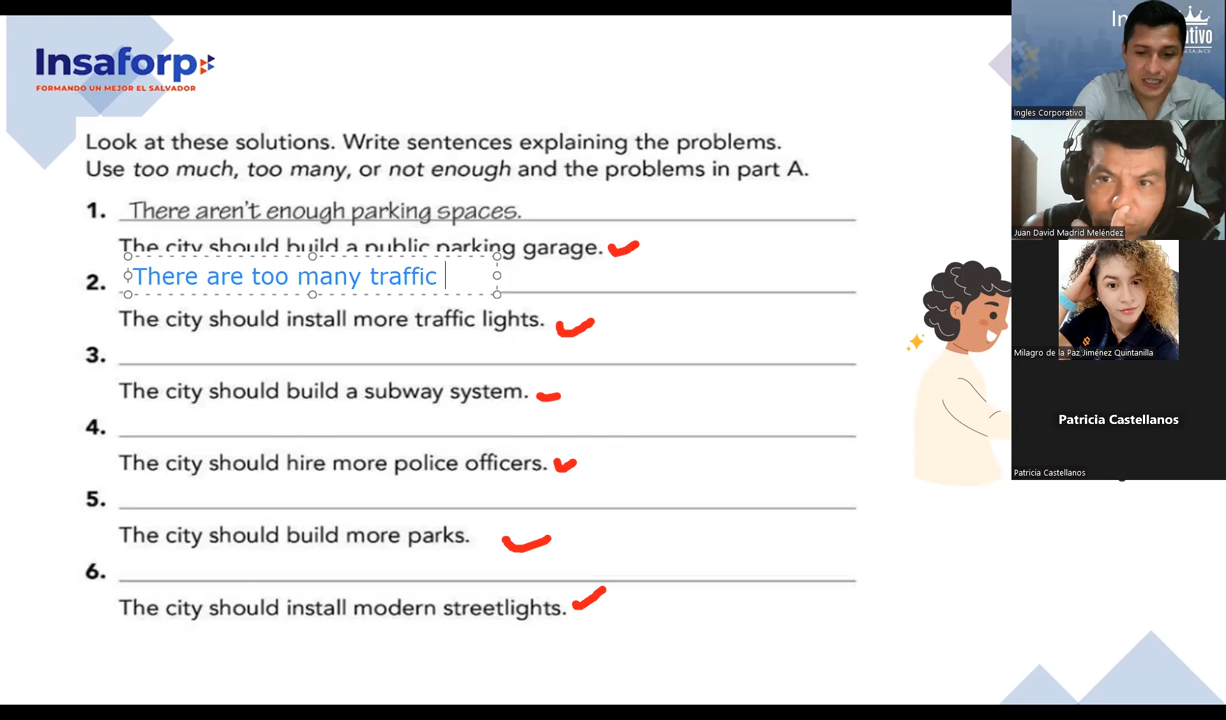 Insaforp
FORMANDO UN MEJOR EL SALVADOR
Look at these solutions. Write sentences explaining the problems.
Use too much, too many, or not enough and the problems in part A.
1. There aren't enough parking spaces.
The city should build a public parking garage.
2. There are too many traffic
The city should install more traffic lights.
3.
The city should build a subway system.
4.
The city should hire more police officers.
5.
The city should build more parks.
6.
The city should install modern streetlights.
Ingles Corporativo
Juan David Madrid Meléndez
Milagro de la Paz Jiménez Quintanilla
Patricia Castellanos
Patricia Castellanos